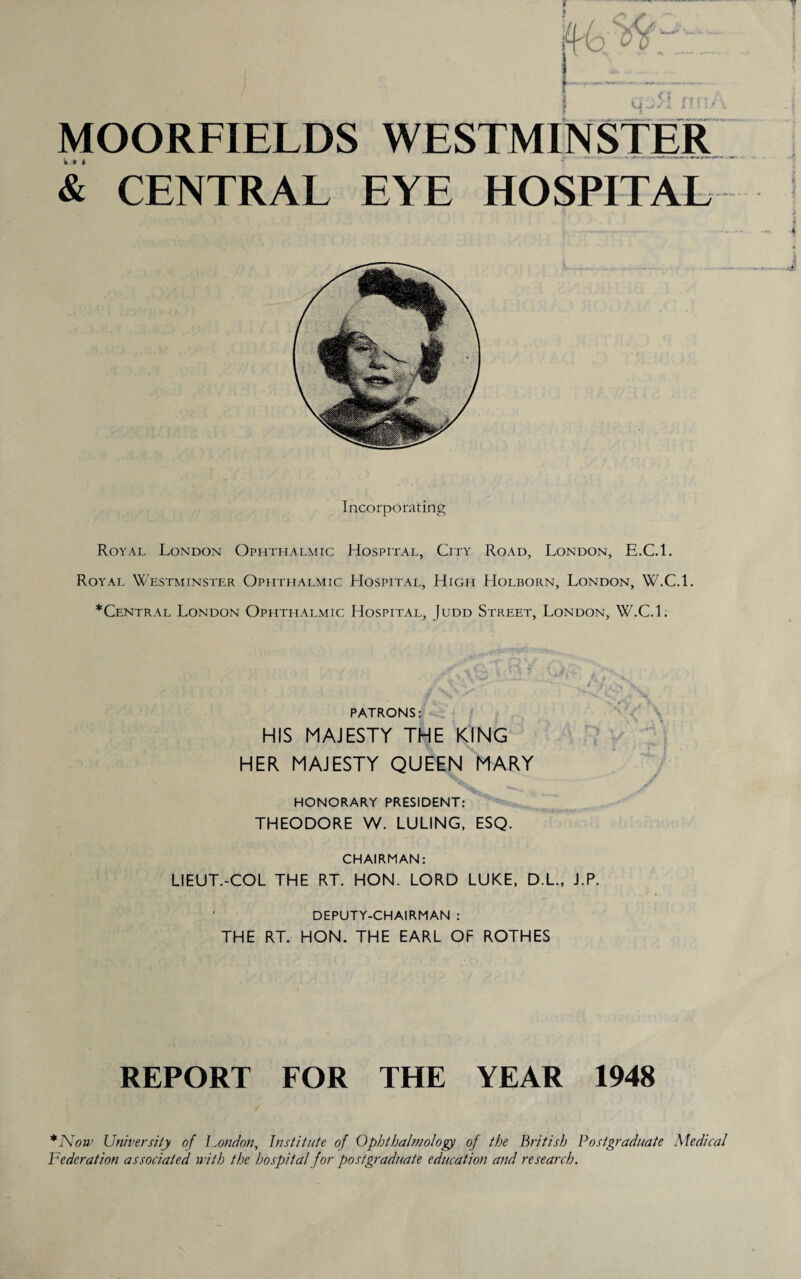 MOORFIELDS WESTMINSTER
& CENTRAL EYE HOSPITAL
Incorporating
Royal London Ophthalmic Hospital, City Road, London, E.C.1.
Royal Westminster Ophthalmic Hospital, High Holborn, London, W.C.1.
*Central London Ophthalmic Hospital, Judd Street, London, W.C.1.
PATRONS:
HIS MAJESTY THE KING
HER MAJESTY QUEEN MARY
HONORARY PRESIDENT:
THEODORE W. LULING, ESQ.
CHAIRMAN:
LIEUT.-COL THE RT. HON. LORD LUKE, D.L., J.P.
DEPUTY-CHAIRMAN :
THE RT. HON. THE EARL OF ROTHES
REPORT FOR THE YEAR 1948
*Now University of London, Institute of Ophthalmology of the British Postgraduate Medical
Federation associated with the hospital for postgraduate education and research.